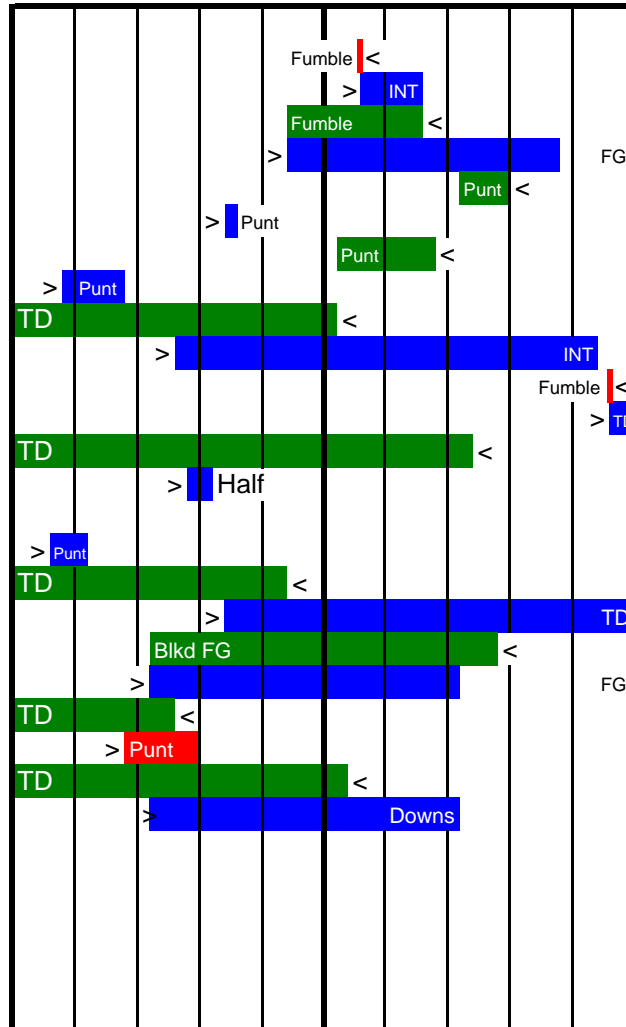 Fumble <
> INT
Fumble <
> FG
Punt <
> Punt
Punt <
> Punt
TD <
> INT
Fumble <
> TD
TD <
> Half
> Punt
TD <
> TD
Blkd FG <
> FG
TD <
> Punt
TD <
> Downs